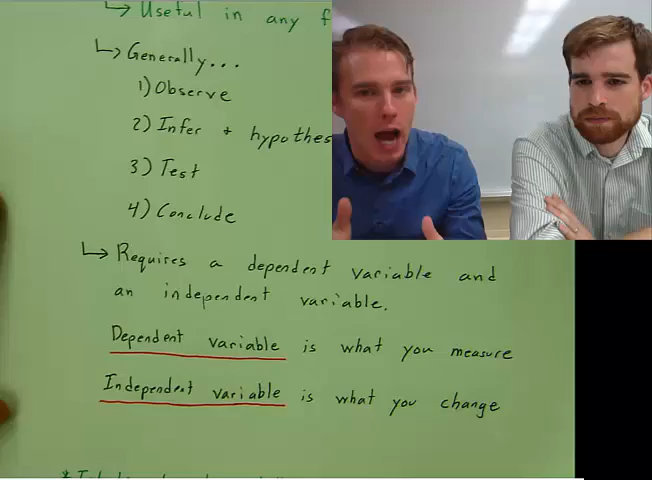 ↳ Useful in any
↳ Generally...
1) Observe
2) Infer + hypothes
3) Test
4) Conclude
↳ Requires a dependent variable and
an independent variable.
Dependent variable is what you measure
Independent variable is what you change